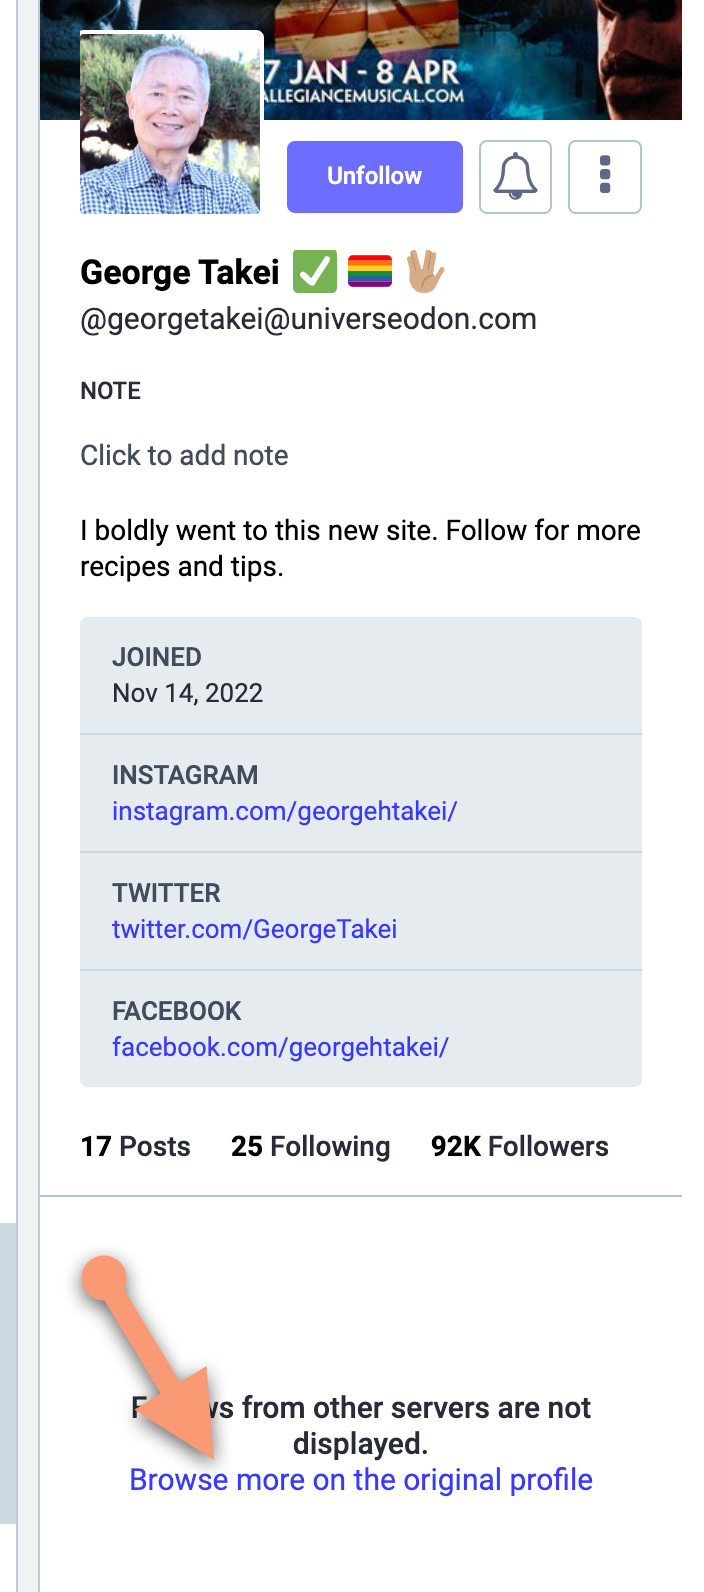 7 JAN - 8 APR
ALLEGIANCEMUSICAL.COM
Unfollow
George Takei ✅ 🏳️‍🌈 🖖🏼
@georgetakei@universeodon.com
NOTE
Click to add note
I boldly went to this new site. Follow for more
recipes and tips.
JOINED
Nov 14, 2022
INSTAGRAM
instagram.com/georgehtakei/
TWITTER
twitter.com/GeorgeTakei
FACEBOOK
facebook.com/georgehtakei/
17 Posts 25 Following 92K Followers
from other servers are not
displayed.
Browse more on the original profile